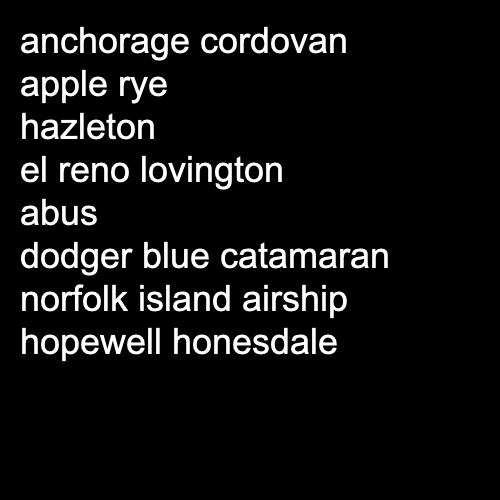 anchorage cordovan
apple rye
hazleton
el reno lovington
abus
dodger blue catamaran
norfolk island airship
hopewell honesdale